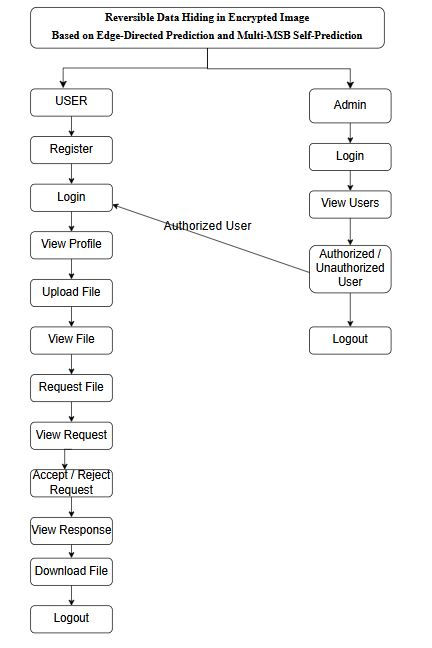 Reversible Data Hiding in Encrypted Image
Based on Edge-Directed Prediction and Multi-MSB Self-Prediction
USER
Register
Login
View Profile
Upload File
View File
Request File
View Request
Accept / Reject
Request
View Response
Download File
Logout
Authorized User
Admin
Login
View Users
Authorized /
Unauthorized
User
Logout